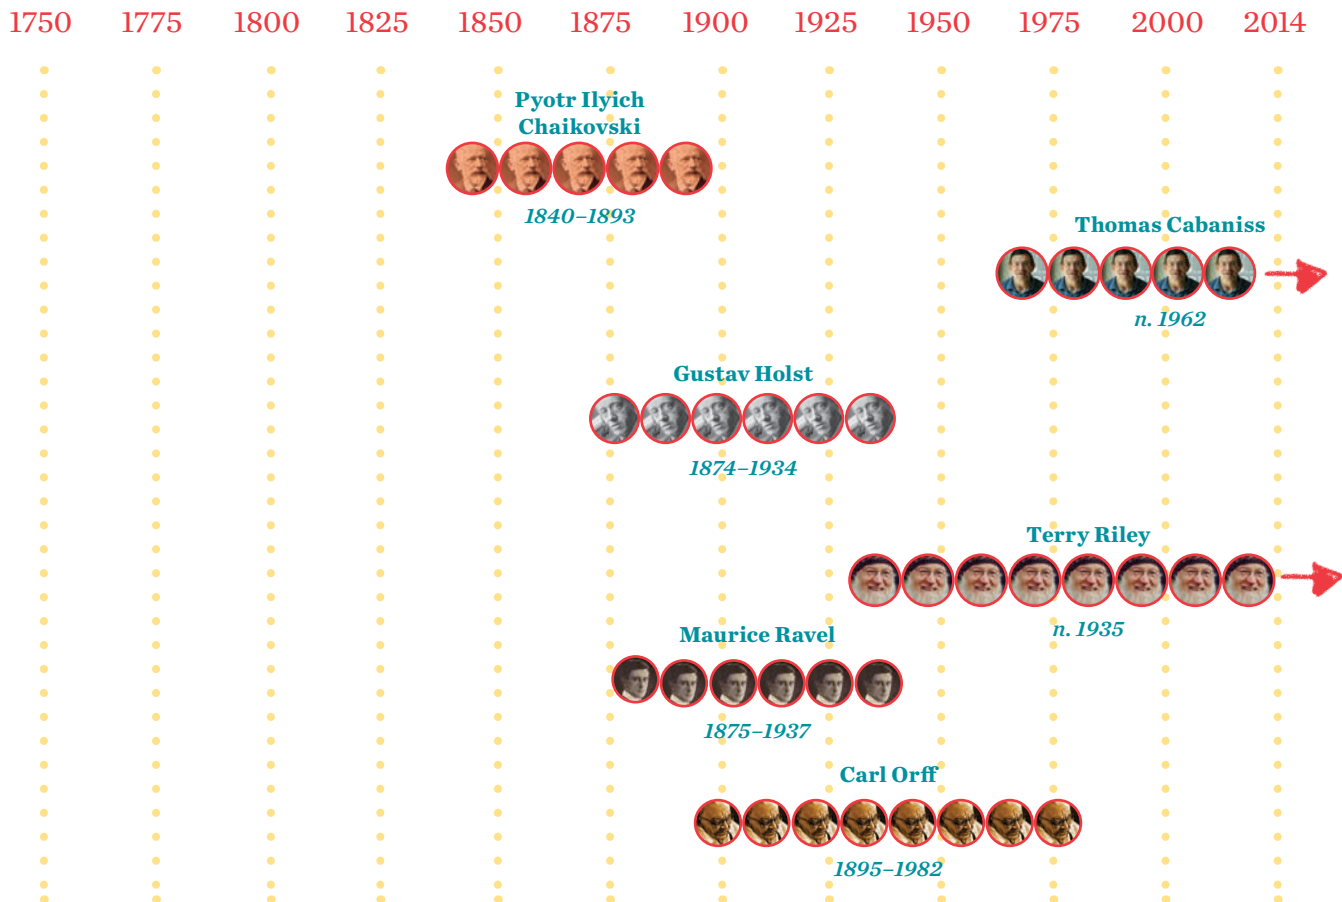 1750 1775 1800 1825 1850 1875 1900 1925 1950 1975 2000 2014
Pyotr Ilyich
Chaikovski
1840–1893
Thomas Cabaniss
n. 1962
Gustav Holst
1874–1934
Terry Riley
n. 1935
Maurice Ravel
1875–1937
Carl Orff
1895–1982